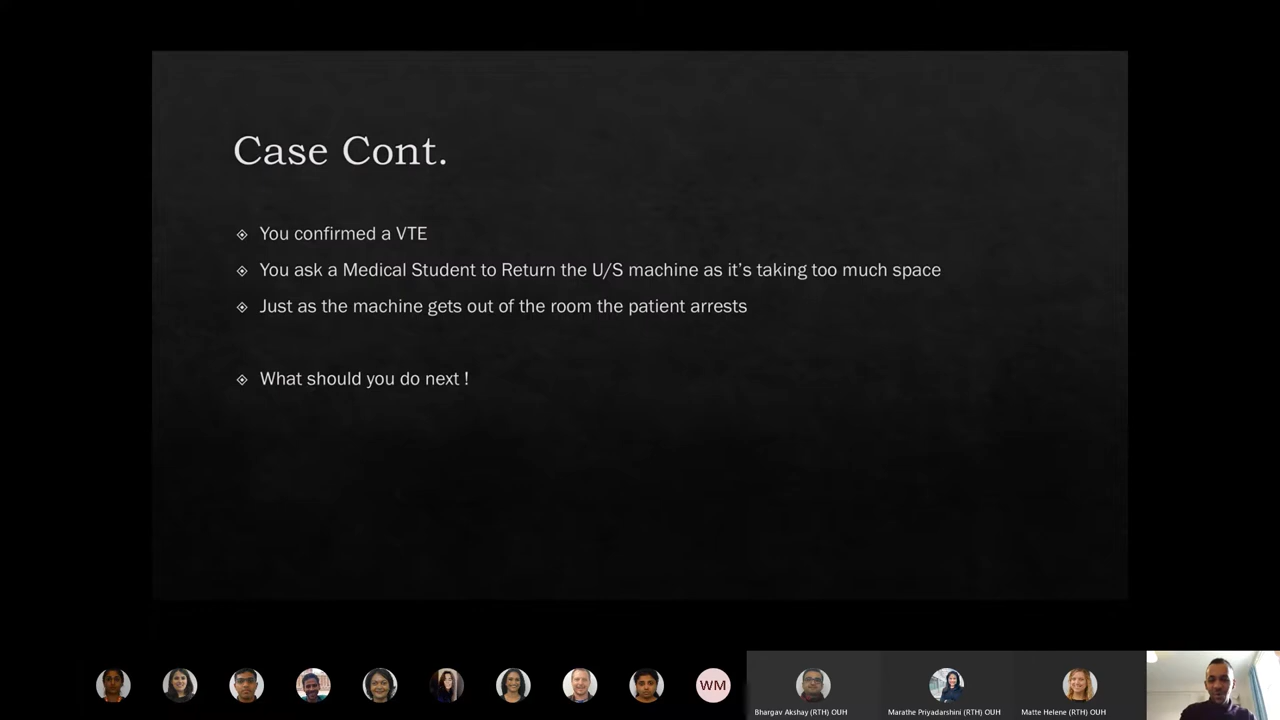 Case Cont.
You confirmed a VTE
You ask a Medical Student to Return the U/S machine as it's taking too much space
Just as the machine gets out of the room the patient arrests
What should you do next !
WM
Bhargav Akshay (RTH) OUH
Marathe Priyadarshini (RTH) OUH
Matte Helene (RTH) OUH